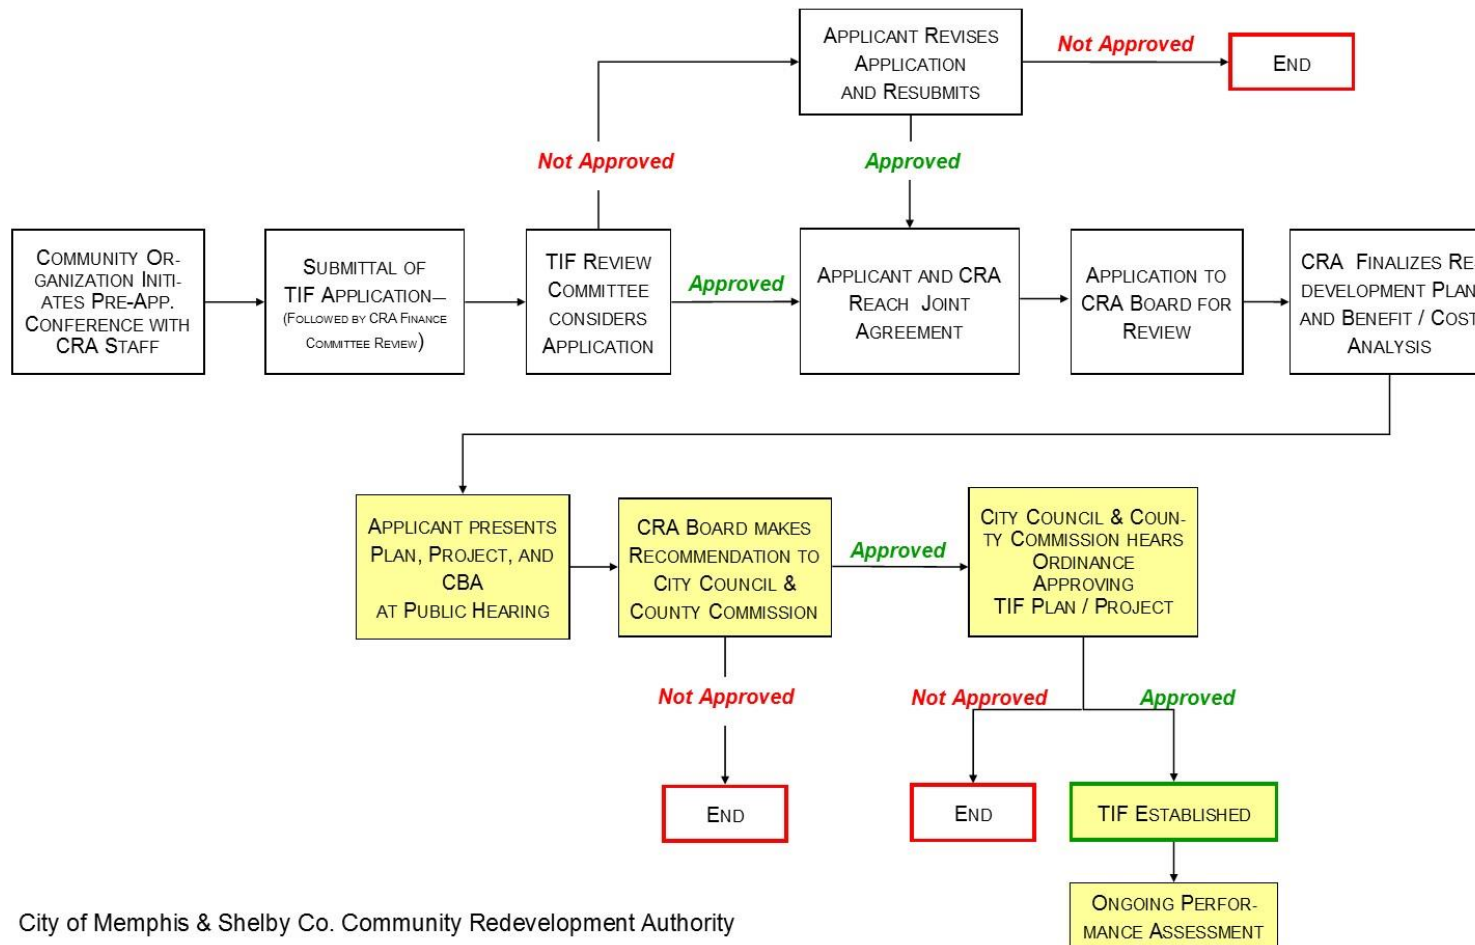 APPLICANT REVISES
APPLICATION
AND RESUBMITS
Not Approved
END
Not Approved
Approved
COMMUNITY OR-
GANIZATION INITI-
ATES PRE-APP.
CONFERENCE WITH
CRA STAFF
SUBMITTAL OF
TIF APPLICATION—
(FOLLOWED BY CRA FINANCE
COMMITTEE REVIEW)
TIF REVIEW
COMMITTEE
CONSIDERS
APPLICATION
Approved
APPLICANT AND CRA
REACH JOINT
AGREEMENT
APPLICATION TO
CRA BOARD FOR
REVIEW
CRA FINALIZES RE-
DEVELOPMENT PLAN
AND BENEFIT / COST
ANALYSIS
APPLICANT PRESENTS
PLAN, PROJECT, AND
CBA
AT PUBLIC HEARING
CRA BOARD MAKES
RECOMMENDATION TO
CITY COUNCIL &
COUNTY COMMISSION
Approved
CITY COUNCIL & COUN-
TY COMMISSION HEARS
ORDINANCE
APPROVING
TIF PLAN / PROJECT
Not Approved
Not Approved
Approved
END
END
TIF ESTABLISHED
ONGOING PERFOR-
MANCE ASSESSMENT
City of Memphis & Shelby Co. Community Redevelopment Authority